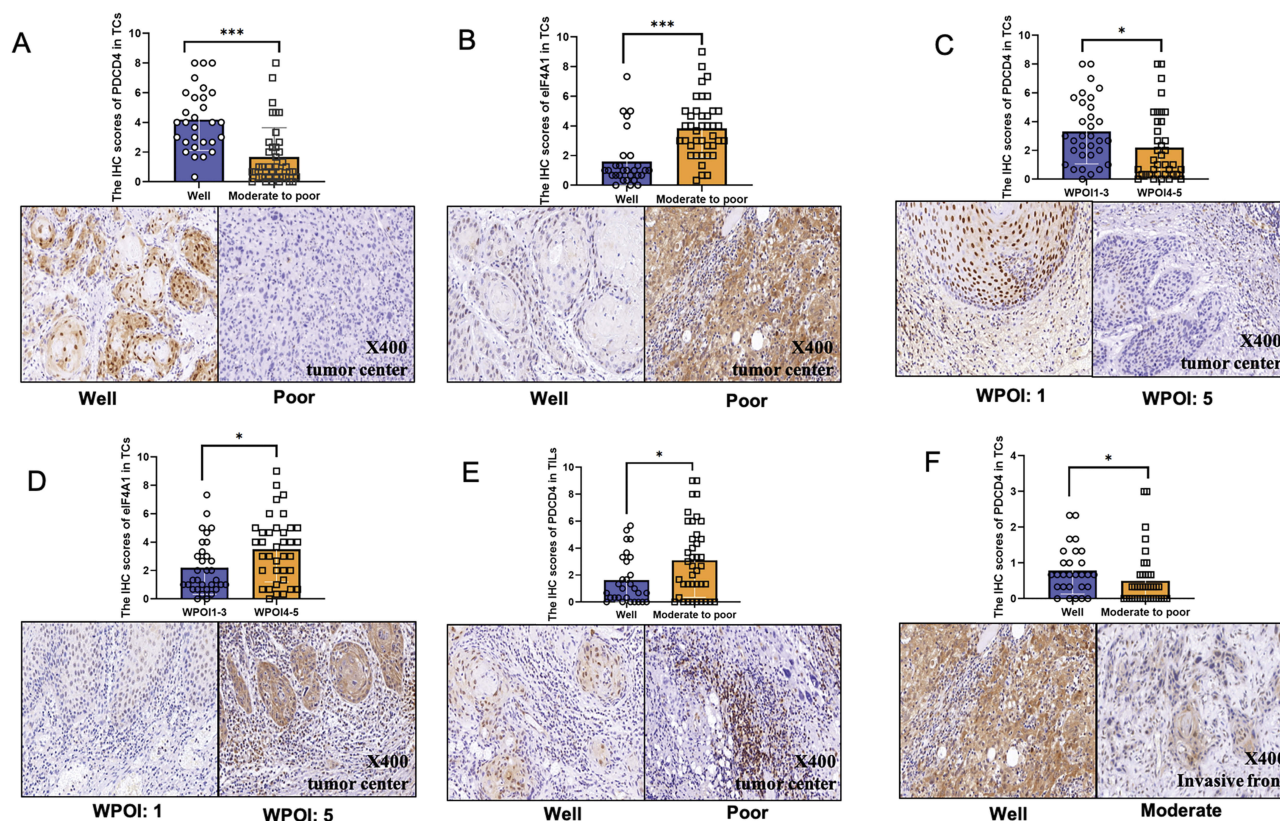 A
The IHC scores of PDCD4 in TCs
***
10
8
6
4
2
0
Well
Moderate to poor
X400
tumor center
Well
Poor
B
The IHC scores of eIF4A1 in TCs
***
10
8
6
4
2
0
Well
Moderate to poor
X400
tumor center
Well
Poor
C
The IHC scores of PDCD4 in TCs
*
10
8
6
4
2
0
WPOI1-3
WPOI4-5
X400
tumor center
WPOI: 1
WPOI: 5
D
The IHC scores of eIF4A1 in TCs
*
10
8
6
4
2
0
WPOI1-3
WPOI4-5
X400
tumor center
WPOI: 1
WPOI: 5
E
The IHC scores of PDCD4 in TILs
*
10
8
6
4
2
0
Well
Moderate to poor
X400
tumor center
Well
Poor
F
The IHC scores of PDCD4 in TCs
*
4
3
2
1
0
Well
Moderate to poor
X400
Invasive fron
Well
Moderate